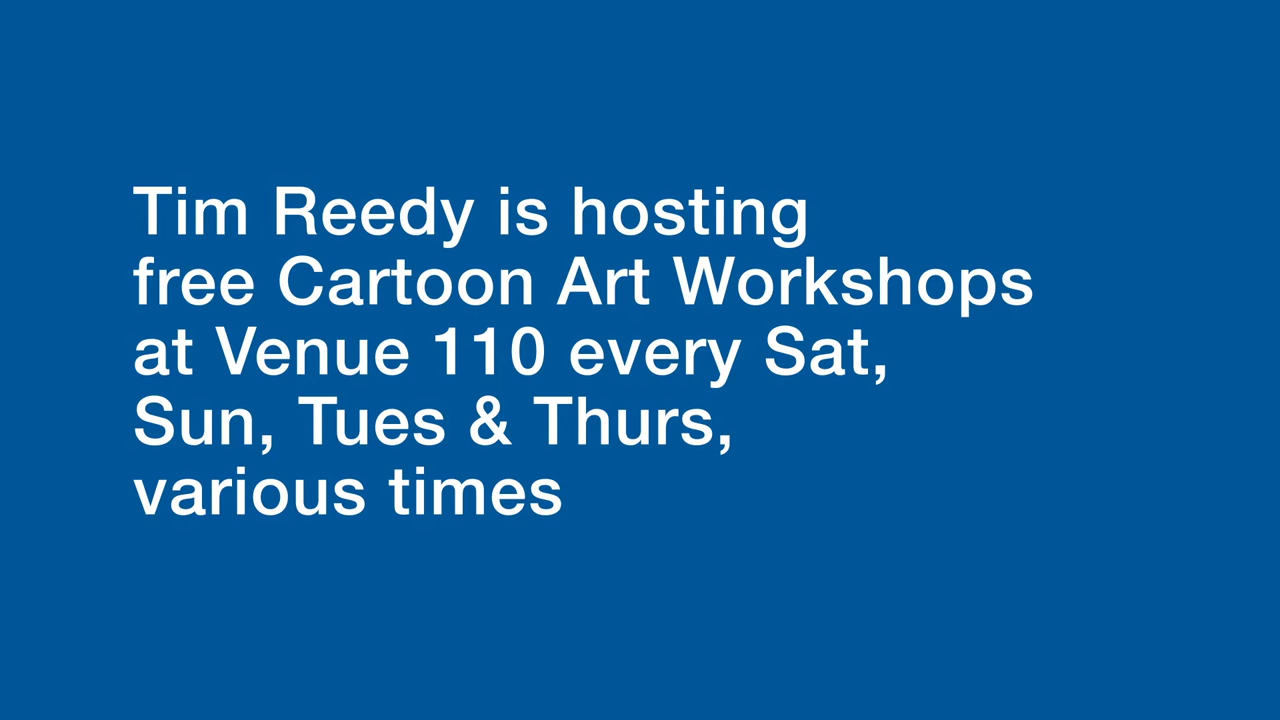 Tim Reedy is hosting
free Cartoon Art Workshops
at Venue 110 every Sat,
Sun, Tues & Thurs,
various times